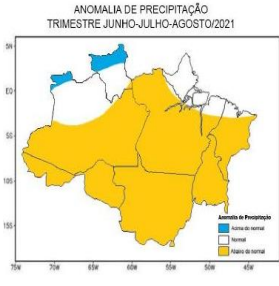 ANOMALIA DE PRECIPITAÇÃO
TRIMESTRE JUNHO-JULHO-AGOSTO/2021
5N
EQ
5S
10S
15S
Anomalia de Precipitação
Acima do normal
Normal
Abaixo do normal
75W 70W 65W 60W 55W 50W 45W